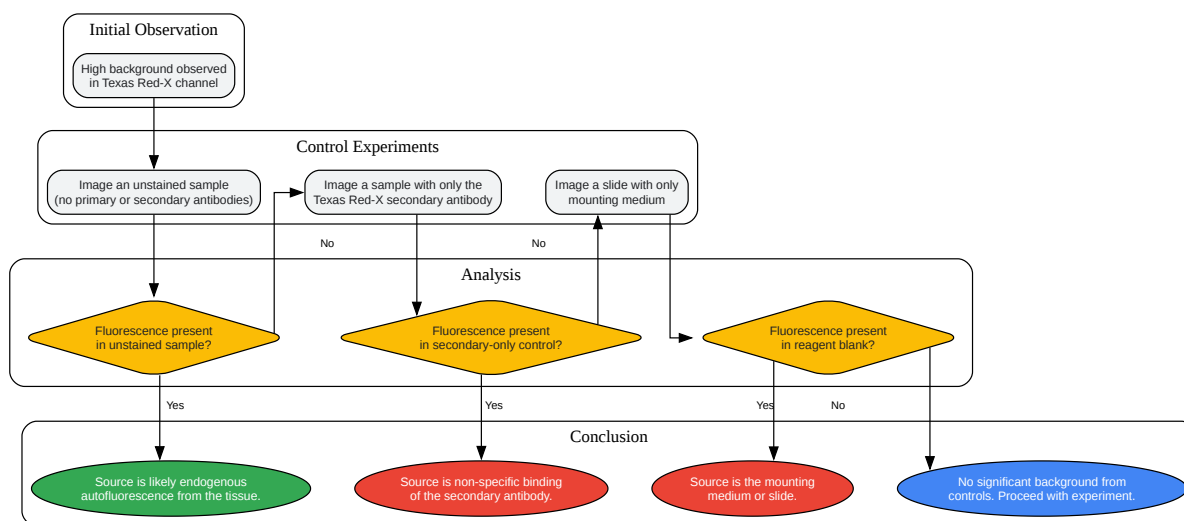 Initial Observation
High background observed
in Texas Red-X channel
Control Experiments
Image an unstained sample
(no primary or secondary antibodies)
Image a sample with only the
Texas Red-X secondary antibody
Image a slide with only
mounting medium
No
No
Analysis
Fluorescence present
in unstained sample?
Fluorescence present
in secondary-only control?
Fluorescence present
in reagent blank?
Yes
Yes
Yes
No
Conclusion
Source is likely endogenous
autofluorescence from the tissue.
Source is non-specific binding
of the secondary antibody.
Source is the mounting
medium or slide.
No significant background from
controls. Proceed with experiment.